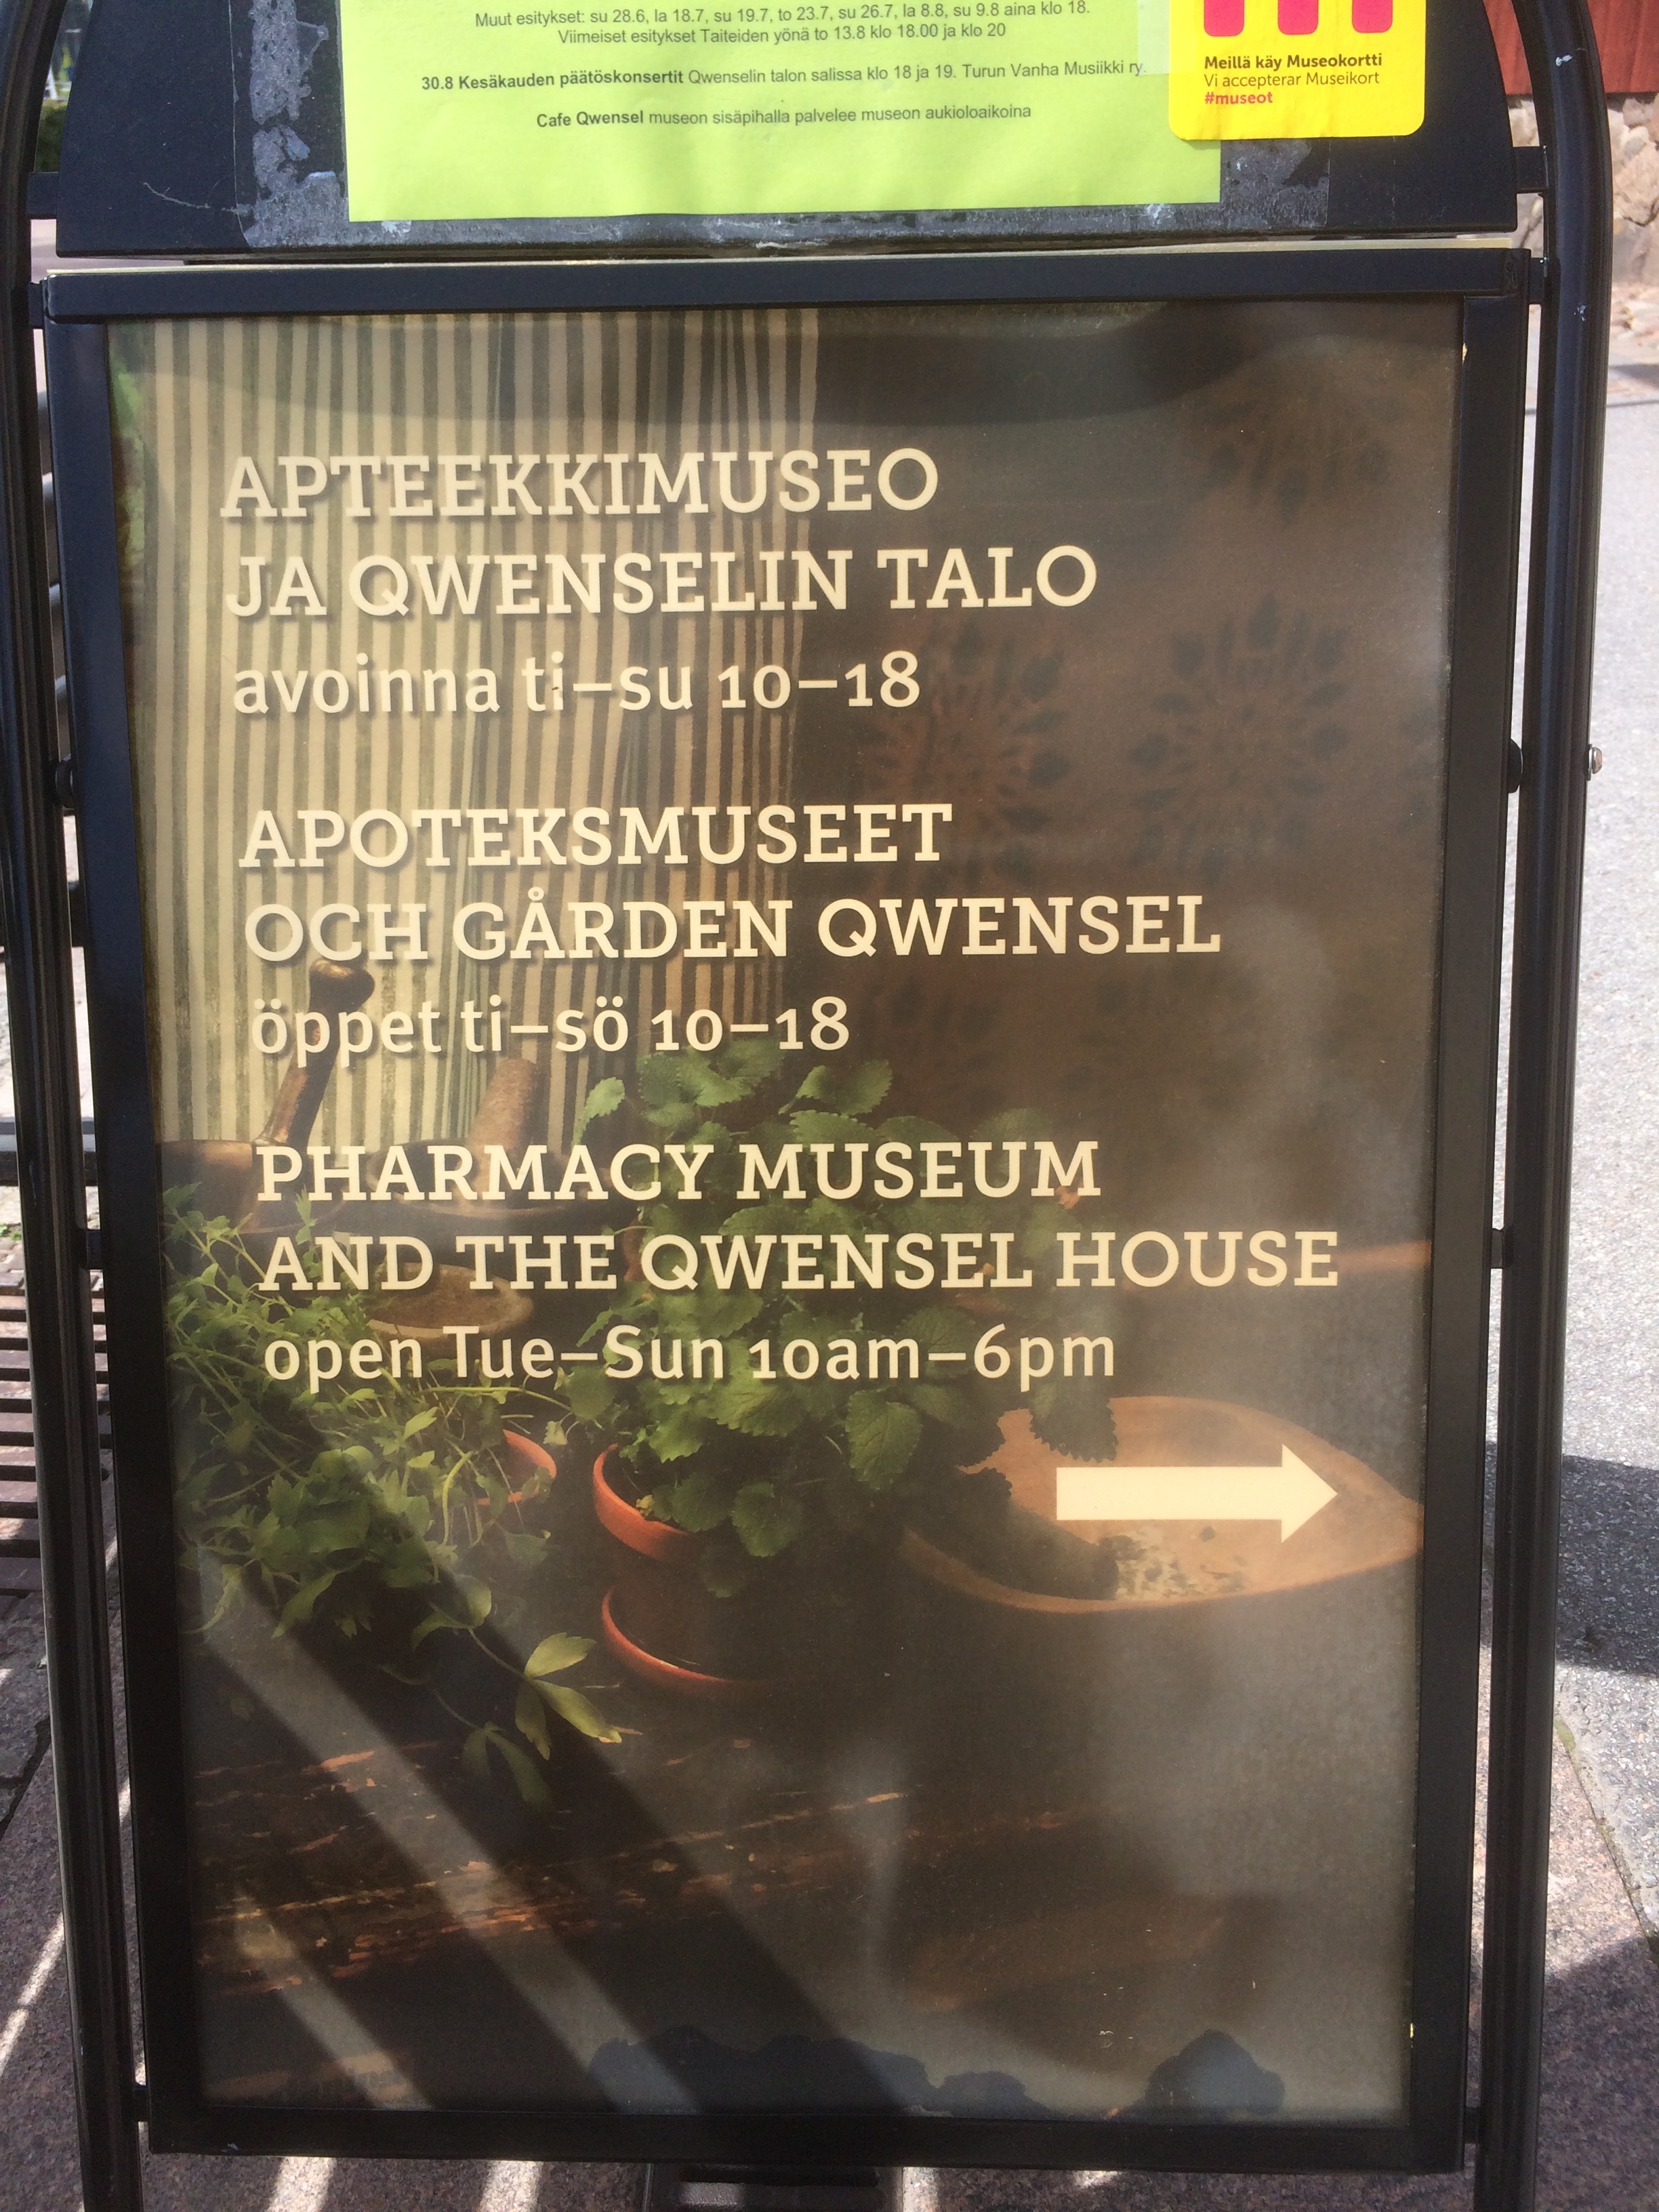 Muut esitykset: su 28.6, la 18.7, su 19.7, to 23.7, su 26.7, la 8.8, su 9.8 aina klo 18.
Viimeiset esitykset Taiteiden yönä to 13.8 klo 18.00 ja klo 20
30.8 Kesäkauden päätöskonsertit Qwenselin talon salissa klo 18 ja 19. Turun Vanha Musiikki ry.
Cafe Qwensel museon sisäpihalla palvelee museon aukioloaikoina
Meillä käy Museokortti
Vi accepterar Museikort
#museot
APTEEKKIMUSEO
JA QWENSELIN TALO
avoinna ti–su 10–18
APOTEKSMUSEET
OCH GÅRDEN QWENSEL
öppet ti–sö 10–18
PHARMACY MUSEUM
AND THE QWENSEL HOUSE
open Tue–Sun 10am–6pm